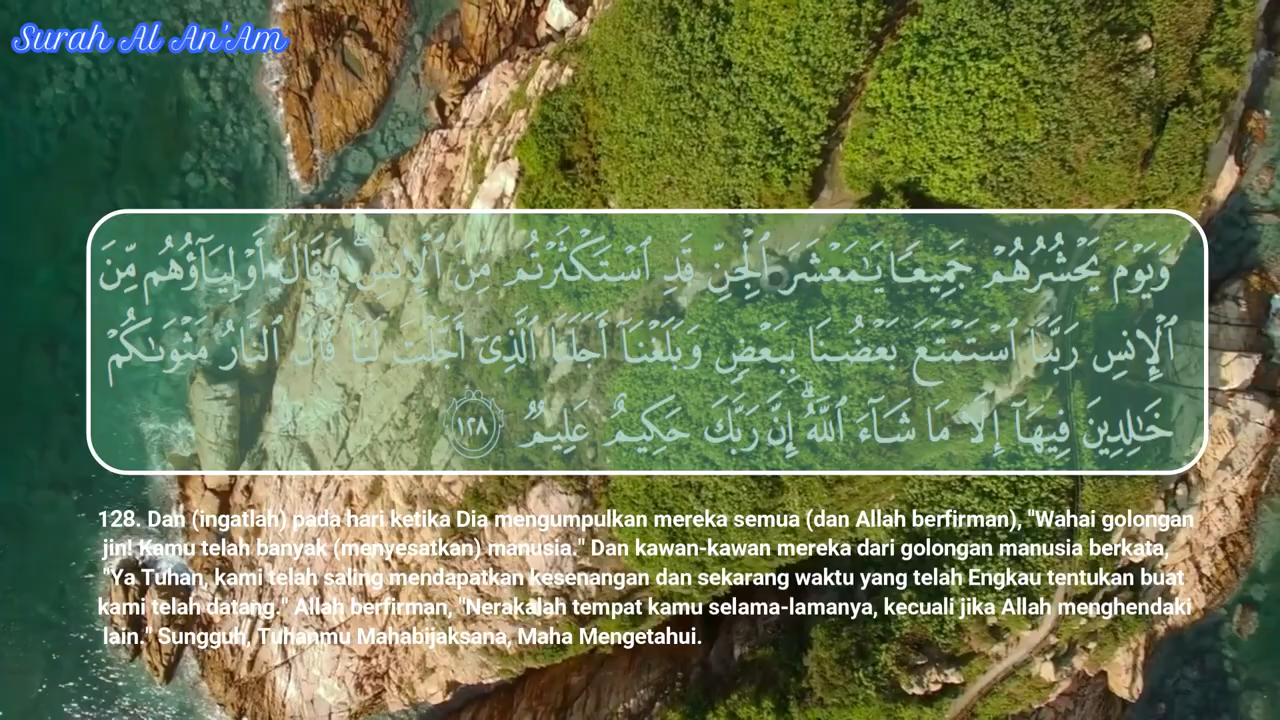 Surah Al An'Am
وَيَوْمَ يَحْشُرُهُمْ جَمِيعًا يَـٰمَعْشَرَ ٱلْجِنِّ قَدِ ٱسْتَكْثَرْتُم مِّنَ ٱلْإِنسِ ۖ وَقَالَ أَوْلِيَآؤُهُم مِّنَ
ٱلْإِنسِ رَبَّنَا ٱسْتَمْتَعَ بَعْضُنَا بِبَعْضٍ وَبَلَغْنَآ أَجَلَنَا ٱلَّذِىٓ أَجَّلْتَ لَنَا ۚ قَالَ ٱلنَّارُ مَثْوَىٰكُمْ
خَـٰلِدِينَ فِيهَآ إِلَّا مَا شَآءَ ٱللَّهُ ۗ إِنَّ رَبَّكَ حَكِيمٌ عَلِيمٌ ١٢٨
128. Dan (ingatlah) pada hari ketika Dia mengumpulkan mereka semua (dan Allah berfirman), "Wahai golongan
jin! Kamu telah banyak (menyesatkan) manusia." Dan kawan-kawan mereka dari golongan manusia berkata,
"Ya Tuhan, kami telah saling mendapatkan kesenangan dan sekarang waktu yang telah Engkau tentukan buat
kami telah datang." Allah berfirman, "Nerakalah tempat kamu selama-lamanya, kecuali jika Allah menghendaki
lain." Sungguh, Tuhanmu Mahabijaksana, Maha Mengetahui.